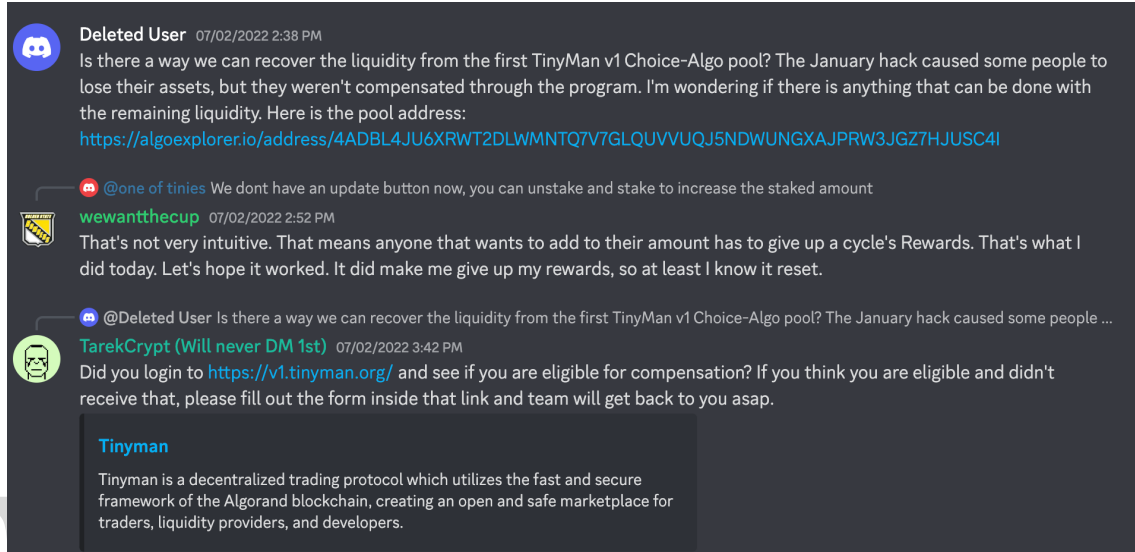 Deleted User 07/02/2022 2:38 PM
Is there a way we can recover the liquidity from the first TinyMan v1 Choice-Algo pool? The January hack caused some people to
lose their assets, but they weren't compensated through the program. I'm wondering if there is anything that can be done with
the remaining liquidity. Here is the pool address:
https://algoexplorer.io/address/4ADBL4JU6XRWT2DLWMNTQ7V7GLQUVVUQJ5NDWUNGXAJPRW3JGZ7HJUSC4I
@one of tinies We dont have an update button now, you can unstake and stake to increase the staked amount
wewantthecup 07/02/2022 2:52 PM
That's not very intuitive. That means anyone that wants to add to their amount has to give up a cycle's Rewards. That's what I
did today. Let's hope it worked. It did make me give up my rewards, so at least I know it reset.
@Deleted User Is there a way we can recover the liquidity from the first TinyMan v1 Choice-Algo pool? The January hack caused some people ...
TarekCrypt (Will never DM 1st) 07/02/2022 3:42 PM
Did you login to https://v1.tinyman.org/ and see if you are eligible for compensation? If you think you are eligible and didn't
receive that, please fill out the form inside that link and team will get back to you asap.
Tinyman
Tinyman is a decentralized trading protocol which utilizes the fast and secure
framework of the Algorand blockchain, creating an open and safe marketplace for
traders, liquidity providers, and developers.